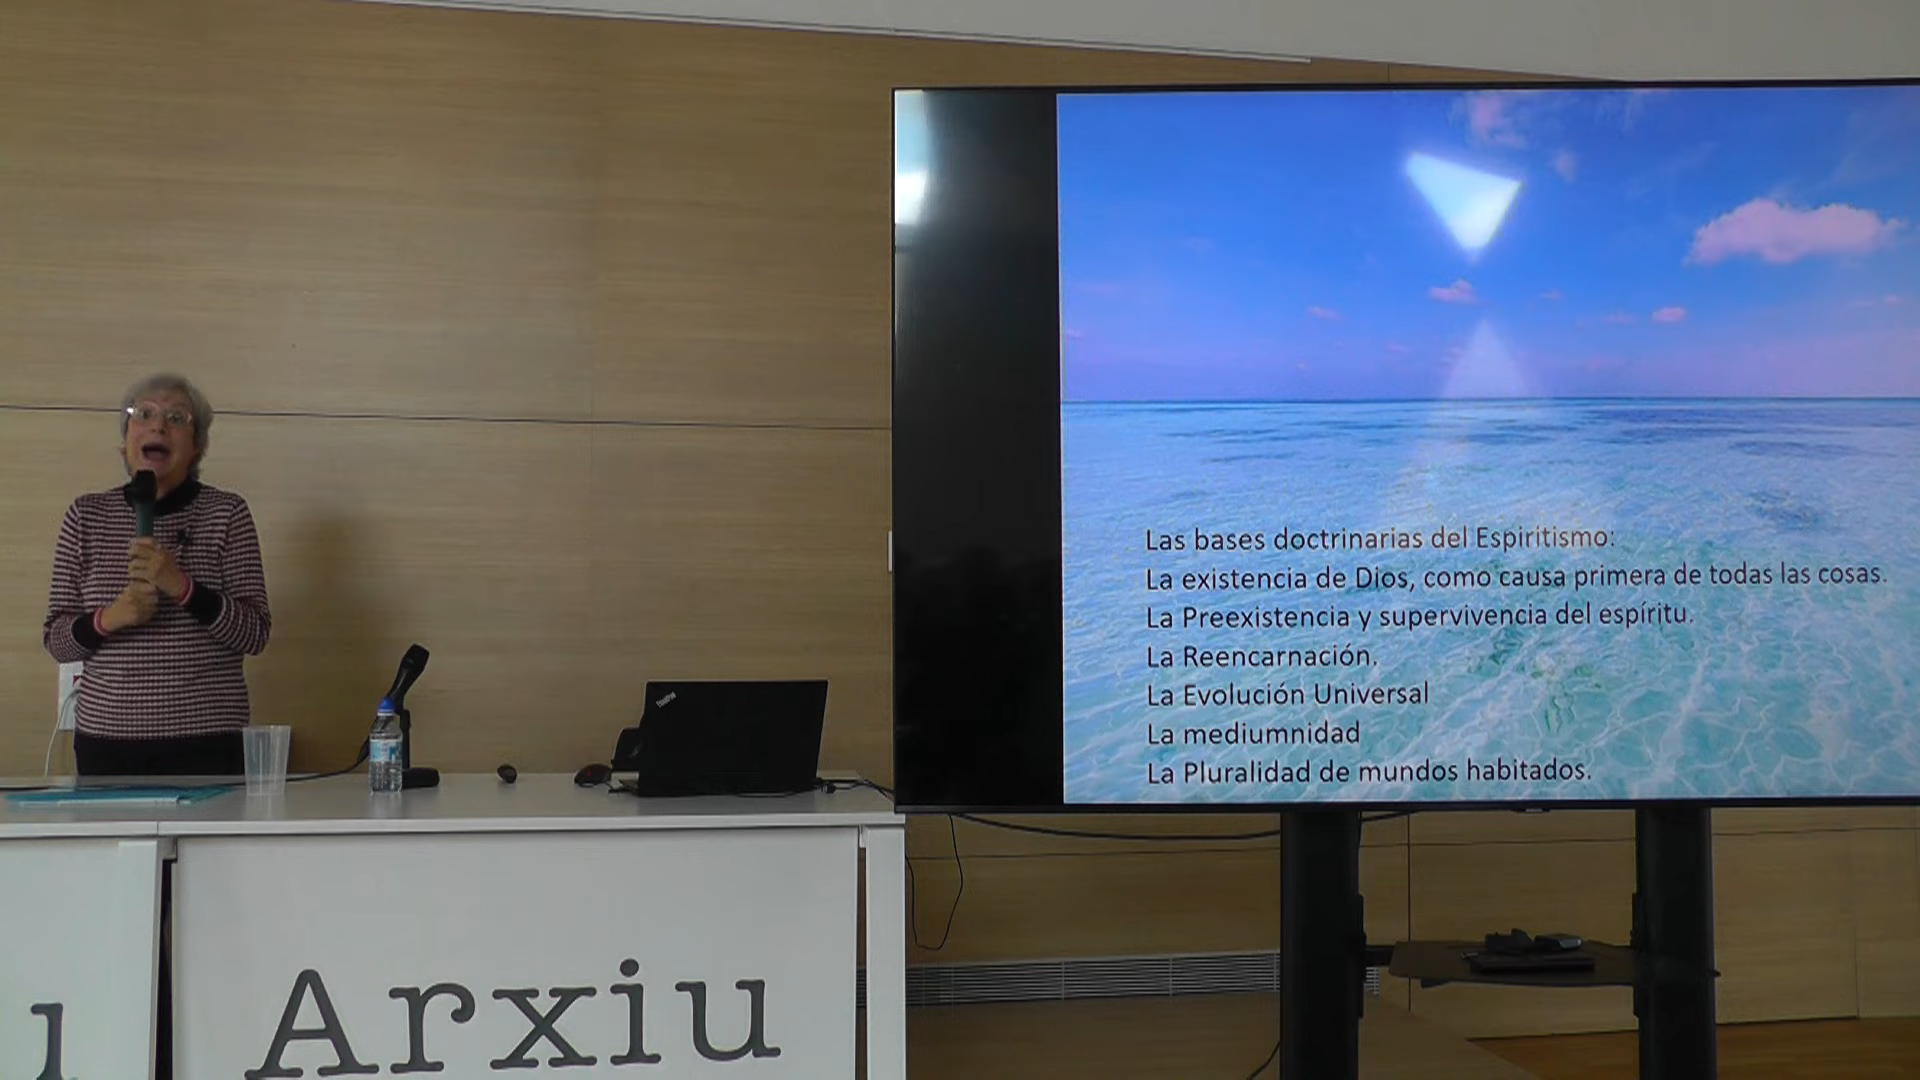 Las bases doctrinarias del Espiritismo:
La existencia de Dios, como causa primera de todas las cosas.
La Preexistencia y supervivencia del espíritu.
La Reencarnación.
La Evolución Universal
La mediumnidad
La Pluralidad de mundos habitados.
ThinkPad
Arxiu